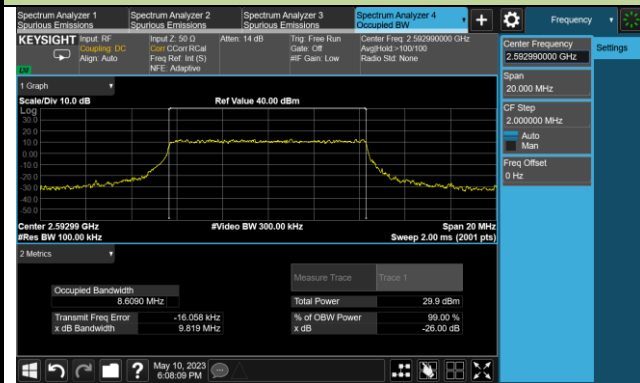 Spectrum Analyzer 1
Spurious Emissions
Spectrum Analyzer 2
Spurious Emissions
Spectrum Analyzer 3
Spurious Emissions
Spectrum Analyzer 4
Occupied BW
Frequency
KEYSIGHT
Input: RF
Coupling: DC
Align: Auto
Input Z: 50 Ω
Corr CCorr RCal
Freq Ref: Int (S)
NFE: Adaptive
Atten: 14 dB
Trig: Free Run
Gate: Off
#IF Gain: Low
Center Freq: 2.592990000 GHz
Avg|Hold:>100/100
Radio Std: None
Center Frequency
2.592990000 GHz
Settings
Span
20.000 MHz
CF Step
2.000000 MHz
Auto
Man
Freq Offset
0 Hz
1 Graph
Scale/Div 10.0 dB
Ref Value 40.00 dBm
Log
30.0
20.0
10.0
0.00
-10.0
-20.0
-30.0
-40.0
-50.0
Center 2.59299 GHz
#Video BW 300.00 kHz
Span 20 MHz
#Res BW 100.00 kHz
Sweep 2.00 ms (2001 pts)
2 Metrics
Measure Trace
Trace 1
Occupied Bandwidth
8.6090 MHz
Total Power
29.9 dBm
Transmit Freq Error
-16.058 kHz
% of OBW Power
99.00 %
x dB Bandwidth
9.819 MHz
x dB
-26.00 dB
May 10, 2023
6:08:09 PM